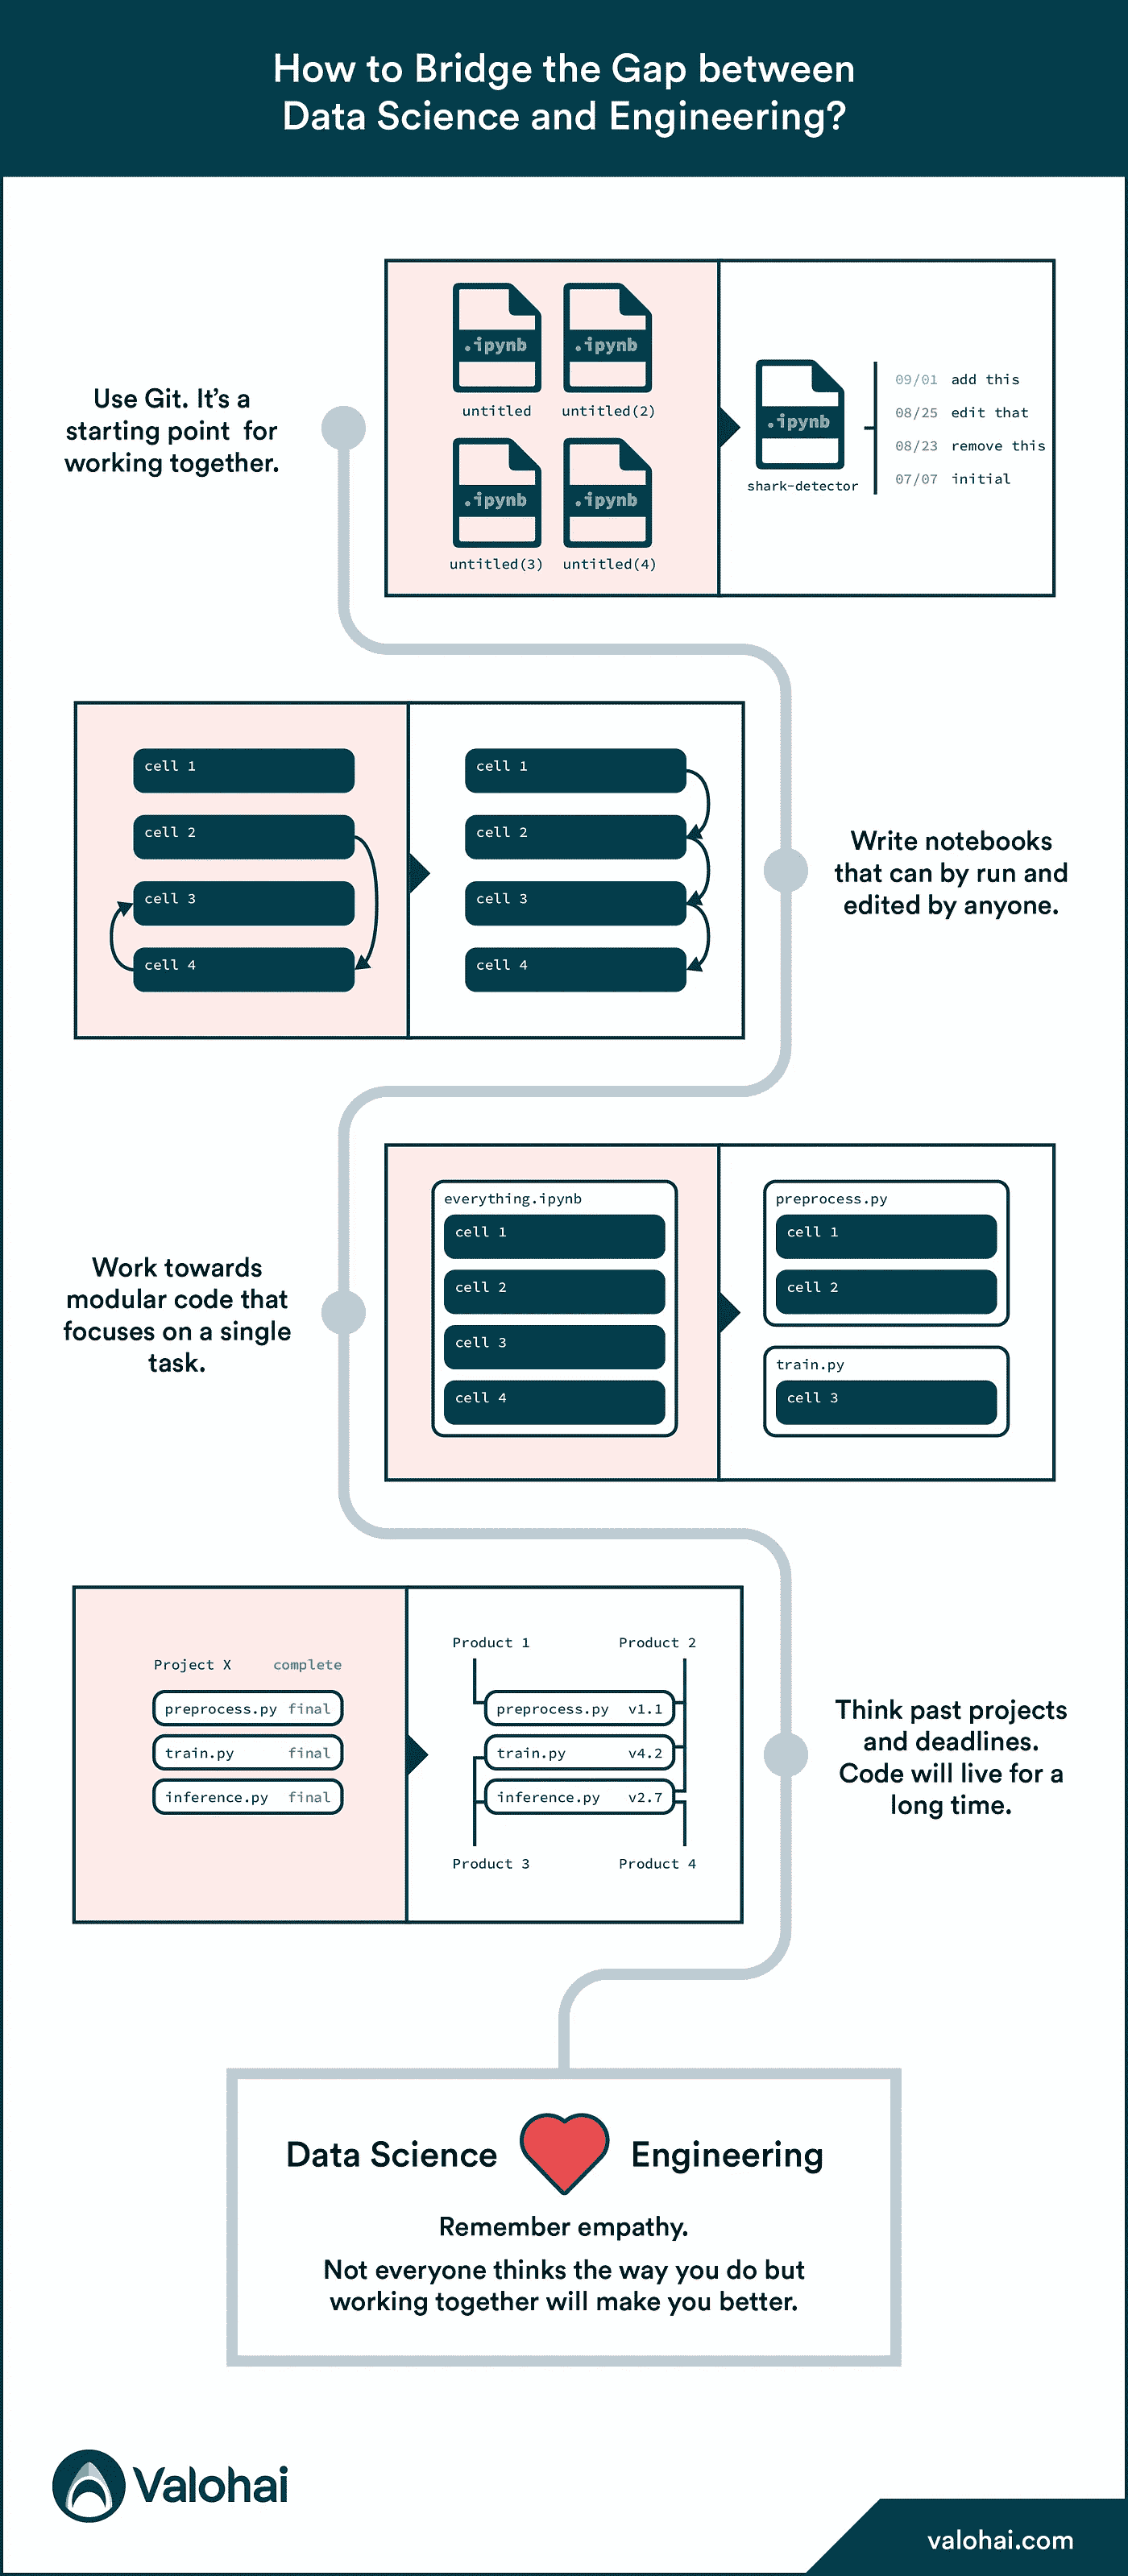 How to Bridge the Gap between
Data Science and Engineering?
Use Git. It's a
starting point for
working together.
.ipynb .ipynb
untitled untitled(2)
.ipynb .ipynb
untitled(3) untitled(4)
.ipynb
shark-detector
09/01 add this
08/25 edit that
08/23 remove this
07/07 initial
cell 1
cell 2
cell 3
cell 4
cell 1
cell 2
cell 3
cell 4
Write notebooks
that can by run and
edited by anyone.
Work towards
modular code that
focuses on a single
task.
everything.ipynb
cell 1
cell 2
cell 3
cell 4
preprocess.py
cell 1
cell 2
train.py
cell 3
Project X complete
preprocess.py final
train.py final
inference.py final
Product 1 Product 2
preprocess.py v1.1
train.py v4.2
inference.py v2.7
Product 3 Product 4
Think past projects
and deadlines.
Code will live for a
long time.
Data Science Engineering
Remember empathy.
Not everyone thinks the way you do but
working together will make you better.
Valohai
valohai.com